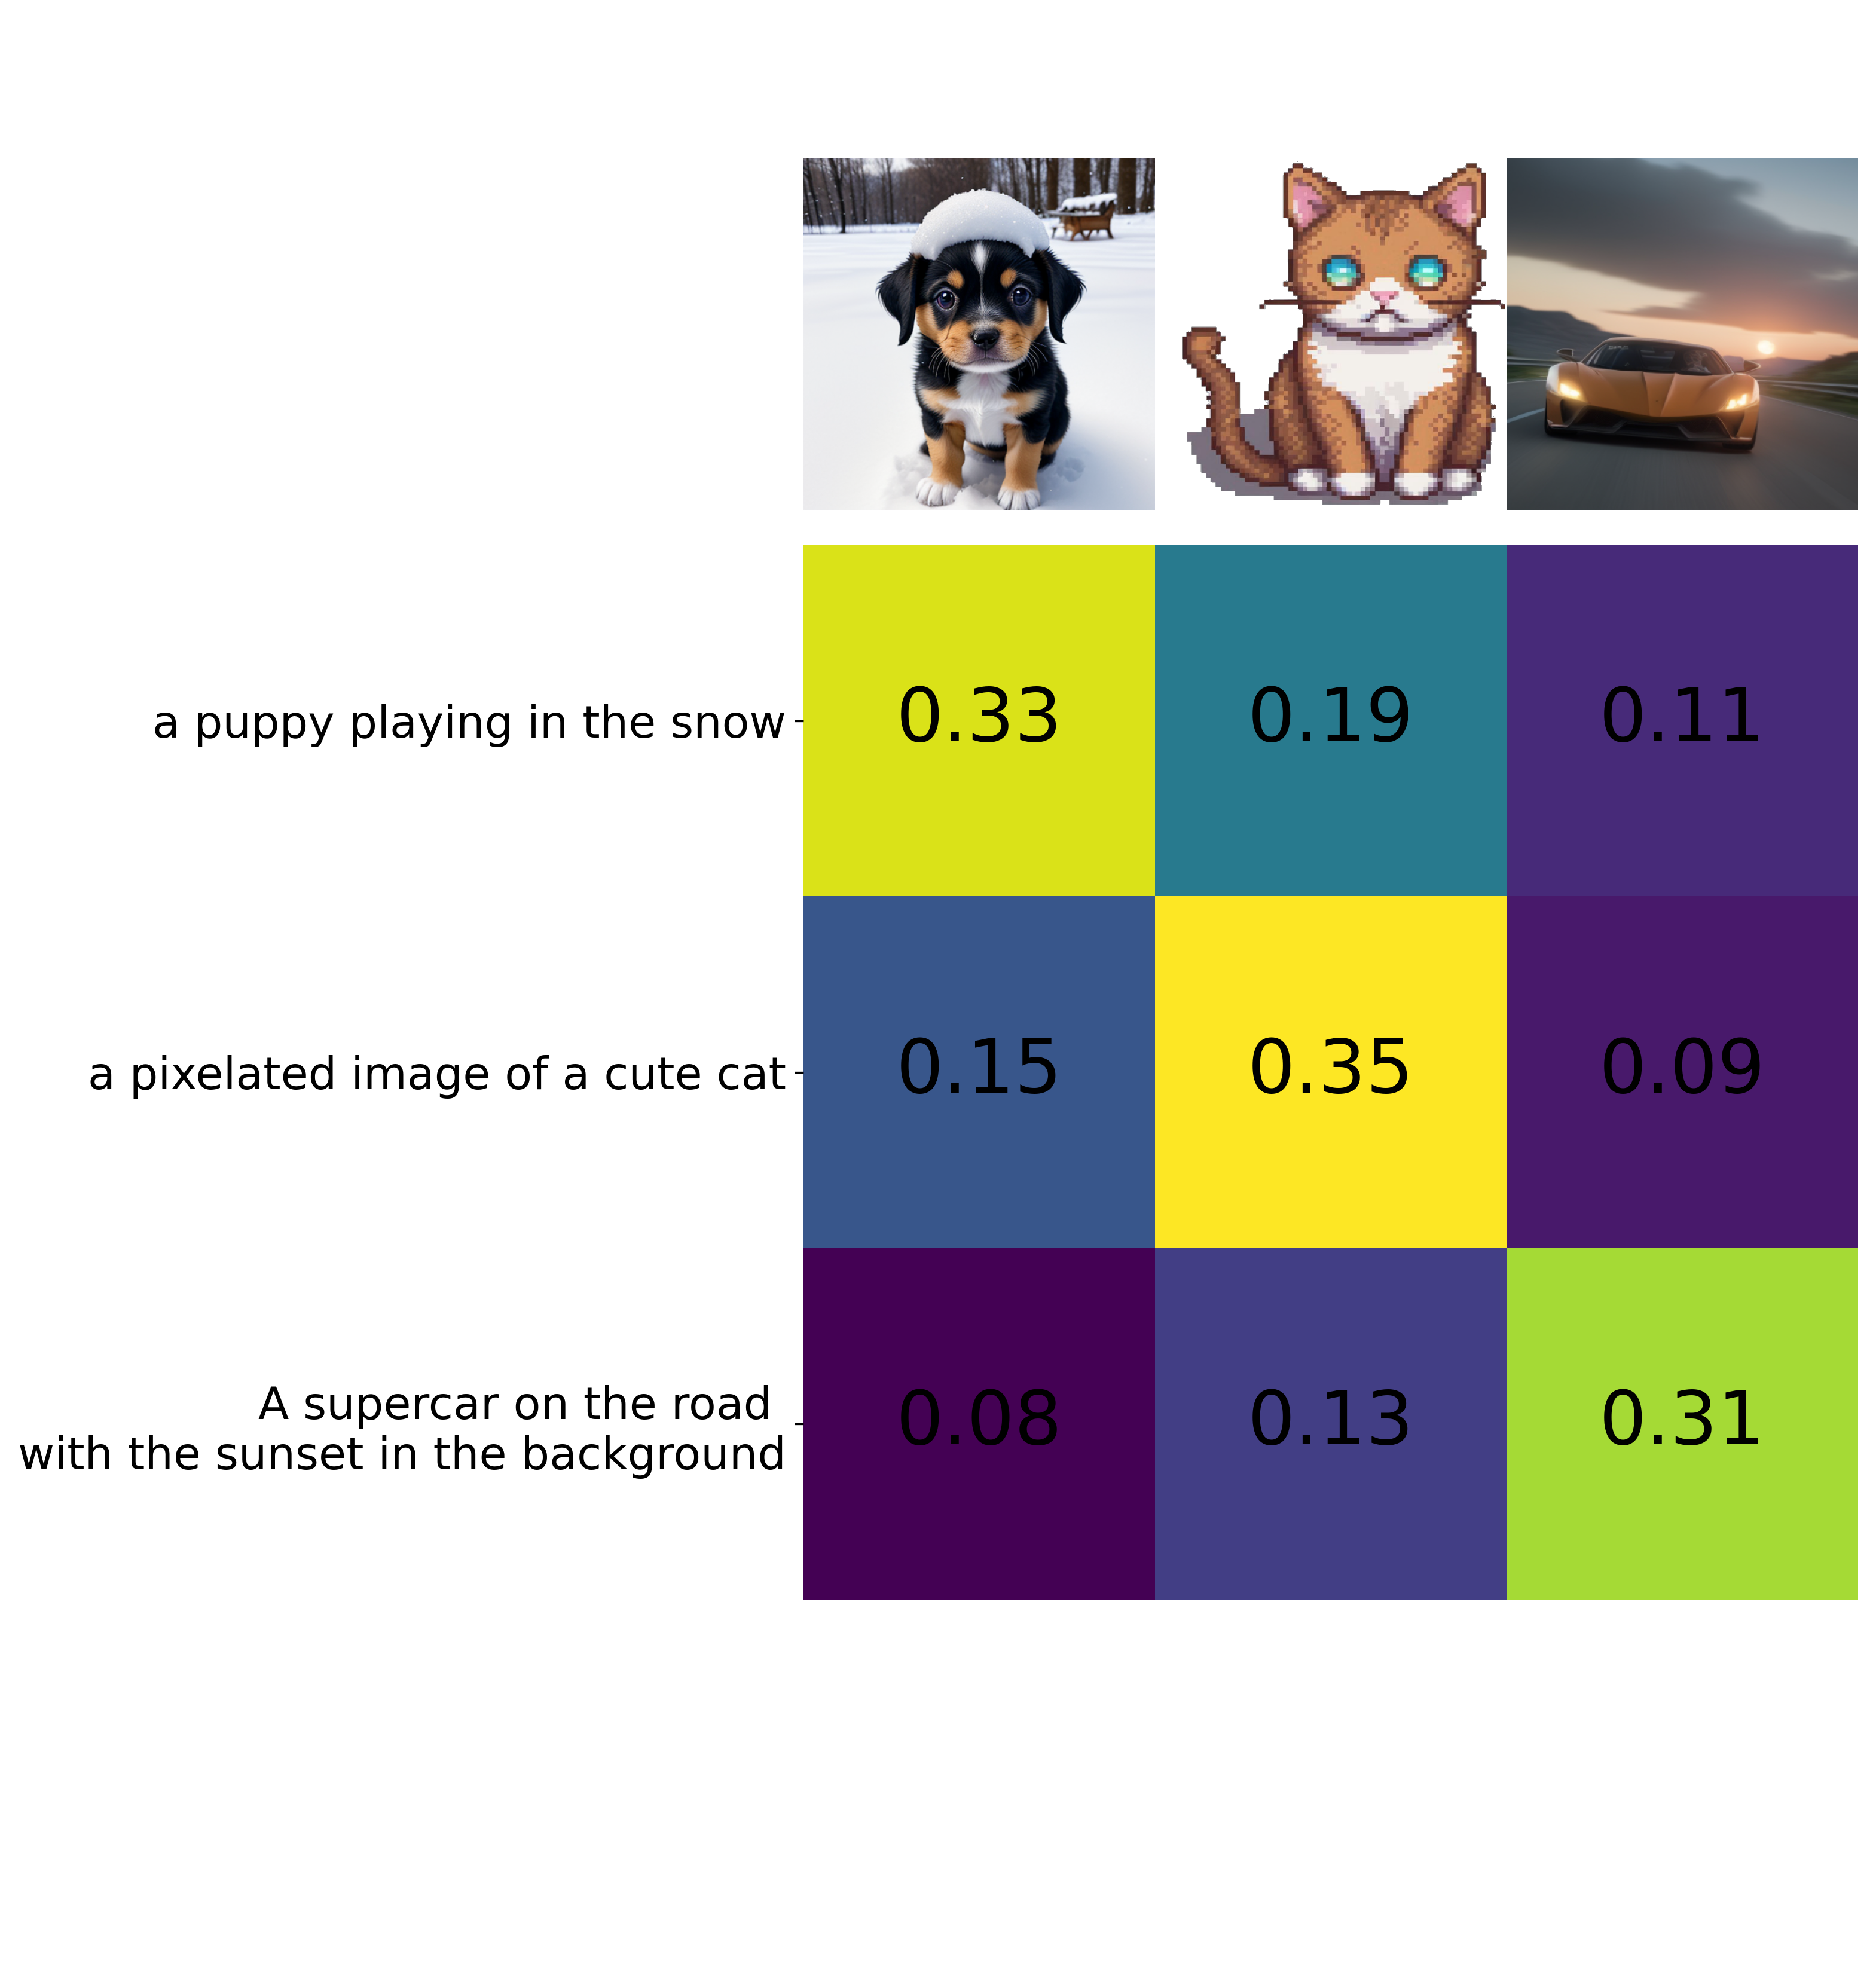 a puppy playing in the snow
0.33 0.19 0.11
a pixelated image of a cute cat
0.15 0.35 0.09
A supercar on the road
with the sunset in the background
0.08 0.13 0.31